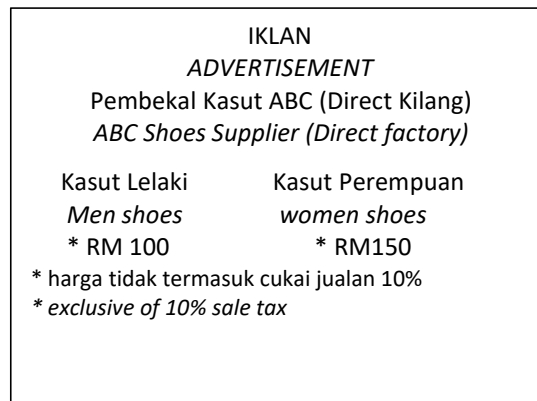 IKLAN
ADVERTISEMENT
Pembekal Kasut ABC (Direct Kilang)
ABC Shoes Supplier (Direct factory)
Kasut Lelaki Kasut Perempuan
Men shoes women shoes
* RM 100 * RM150
* harga tidak termasuk cukai jualan 10%
* exclusive of 10% sale tax